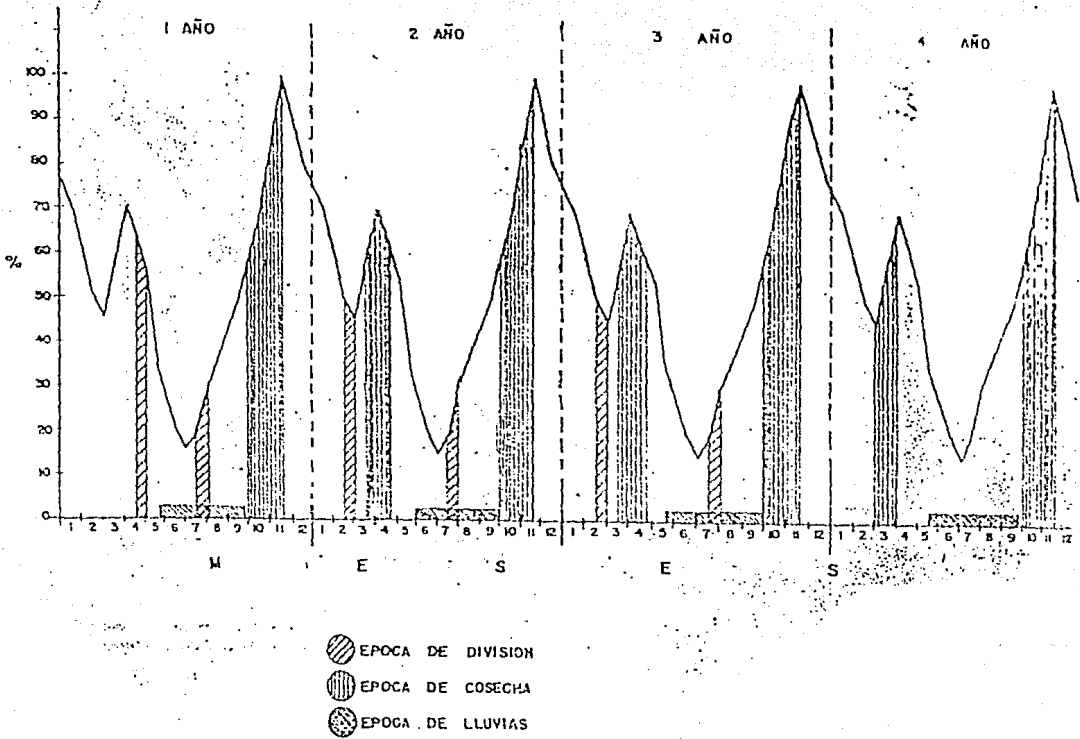 1 AÑO 2 AÑO 3 AÑO 4 AÑO
100
90
80
70
60
50
40
30
20
10
0
%
1 2 3 4 5 6 7 8 9 10 11 12 1 2 3 4 5 6 7 8 9 10 11 12 1 2 3 4 5 6 7 8 9 10 11 12 1 2 3 4 5 6 7 8 9 10 11 12
M E S E S
EPOCA DE DIVISION
EPOCA DE COSECHA
EPOCA DE LLUVIAS